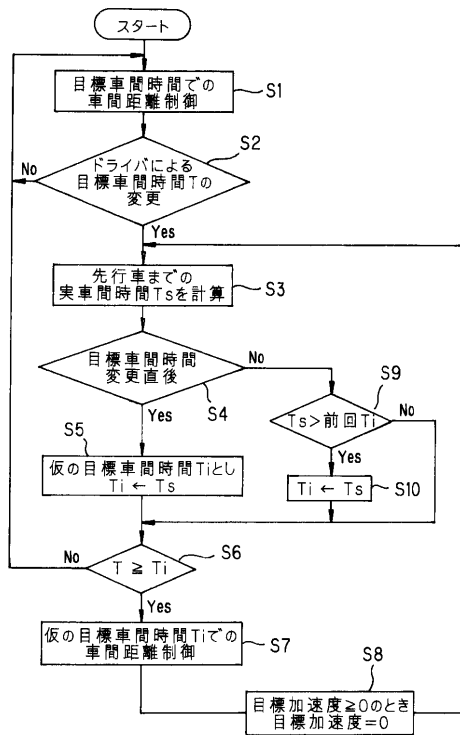 スタート
目標車間時間での
車間距離制御
S1
S2
No
ドライバによる
目標車間時間Tの
変更
Yes
先行車までの
実車間時間Tsを計算
S3
目標車間時間
変更直後
No
S4
S9
Ts>前回Ti
No
S5
Yes
Yes
仮の目標車間時間Tiとし
Ti ← Ts
Ti ← Ts
S10
No
S6
T ≧ Ti
Yes
仮の目標車間時間Tiでの
車間距離制御
S7
S8
目標加速度≧0のとき
目標加速度=0